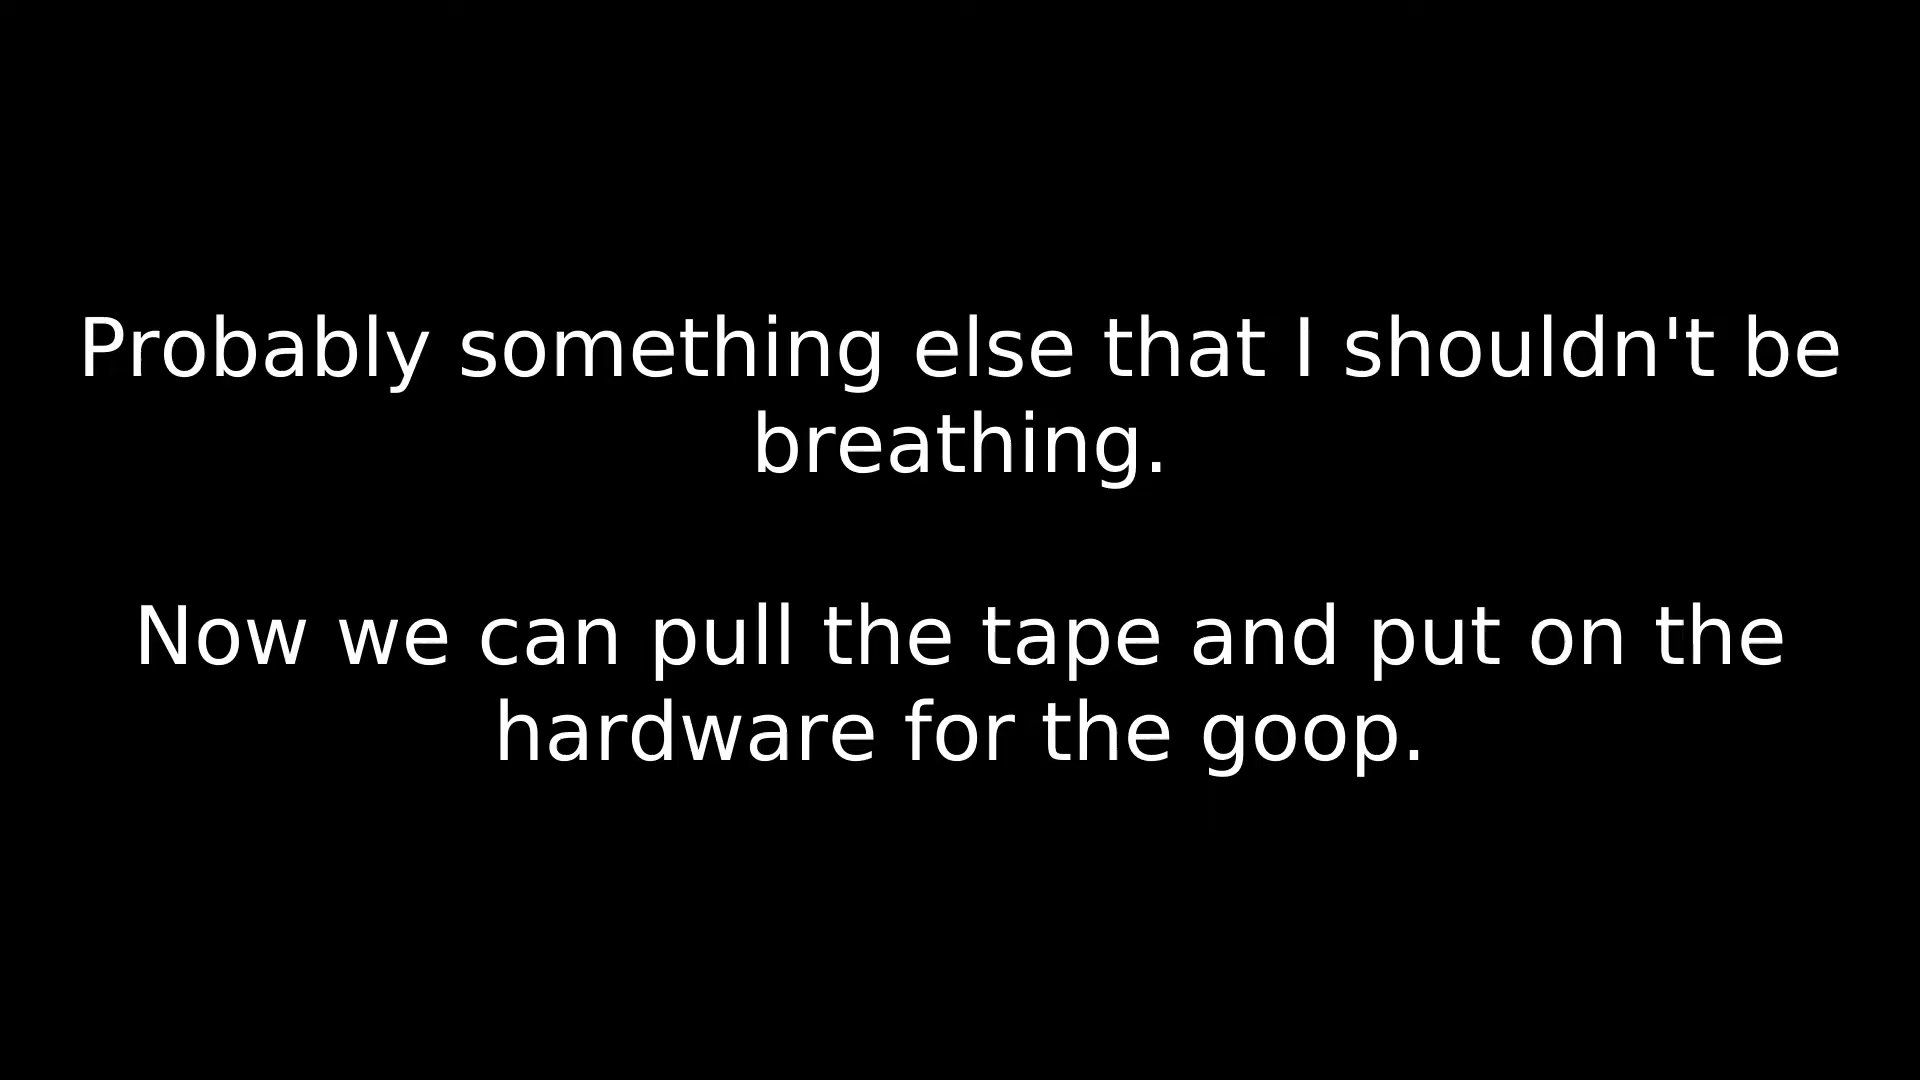 Probably something else that I shouldn't be
breathing.
Now we can pull the tape and put on the
hardware for the goop.